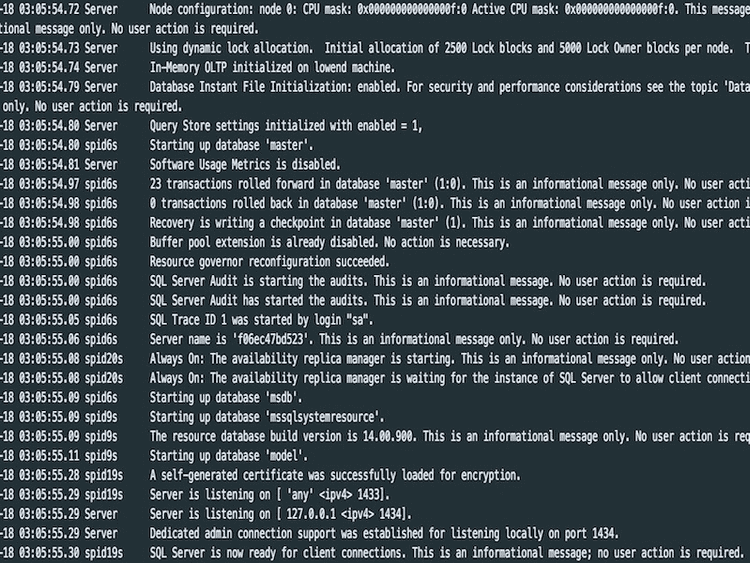 -18 03:05:54.72 Server      Node configuration: node 0: CPU mask: 0x000000000000000f:0 Active CPU mask: 0x000000000000000f:0. This message
tional message only. No user action is required.
-18 03:05:54.73 Server      Using dynamic lock allocation.  Initial allocation of 2500 Lock blocks and 5000 Lock Owner blocks per node.  T
-18 03:05:54.74 Server      In-Memory OLTP initialized on lowend machine.
-18 03:05:54.79 Server      Database Instant File Initialization: enabled. For security and performance considerations see the topic 'Data
only. No user action is required.
-18 03:05:54.80 Server      Query Store settings initialized with enabled = 1,
-18 03:05:54.80 spid6s      Starting up database 'master'.
-18 03:05:54.81 Server      Software Usage Metrics is disabled.
-18 03:05:54.97 spid6s      23 transactions rolled forward in database 'master' (1:0). This is an informational message only. No user acti
-18 03:05:54.98 spid6s      0 transactions rolled back in database 'master' (1:0). This is an informational message only. No user action i
-18 03:05:54.98 spid6s      Recovery is writing a checkpoint in database 'master' (1). This is an informational message only. No user acti
-18 03:05:55.00 spid6s      Buffer pool extension is already disabled. No action is necessary.
-18 03:05:55.00 spid6s      Resource governor reconfiguration succeeded.
-18 03:05:55.00 spid6s      SQL Server Audit is starting the audits. This is an informational message. No user action is required.
-18 03:05:55.00 spid6s      SQL Server Audit has started the audits. This is an informational message. No user action is required.
-18 03:05:55.05 spid6s      SQL Trace ID 1 was started by login "sa".
-18 03:05:55.06 spid6s      Server name is 'f06ec47bd523'. This is an informational message only. No user action is required.
-18 03:05:55.08 spid20s     Always On: The availability replica manager is starting. This is an informational message only. No user action
-18 03:05:55.08 spid20s     Always On: The availability replica manager is waiting for the instance of SQL Server to allow client connecti
-18 03:05:55.09 spid6s      Starting up database 'msdb'.
-18 03:05:55.09 spid9s      Starting up database 'mssqlsystemresource'.
-18 03:05:55.09 spid9s      The resource database build version is 14.00.900. This is an informational message only. No user action is req
-18 03:05:55.11 spid9s      Starting up database 'model'.
-18 03:05:55.28 spid19s     A self-generated certificate was successfully loaded for encryption.
-18 03:05:55.29 spid19s     Server is listening on [ 'any' <ipv4> 1433].
-18 03:05:55.29 Server      Server is listening on [ 127.0.0.1 <ipv4> 1434].
-18 03:05:55.29 Server      Dedicated admin connection support was established for listening locally on port 1434.
-18 03:05:55.30 spid19s     SQL Server is now ready for client connections. This is an informational message; no user action is required.